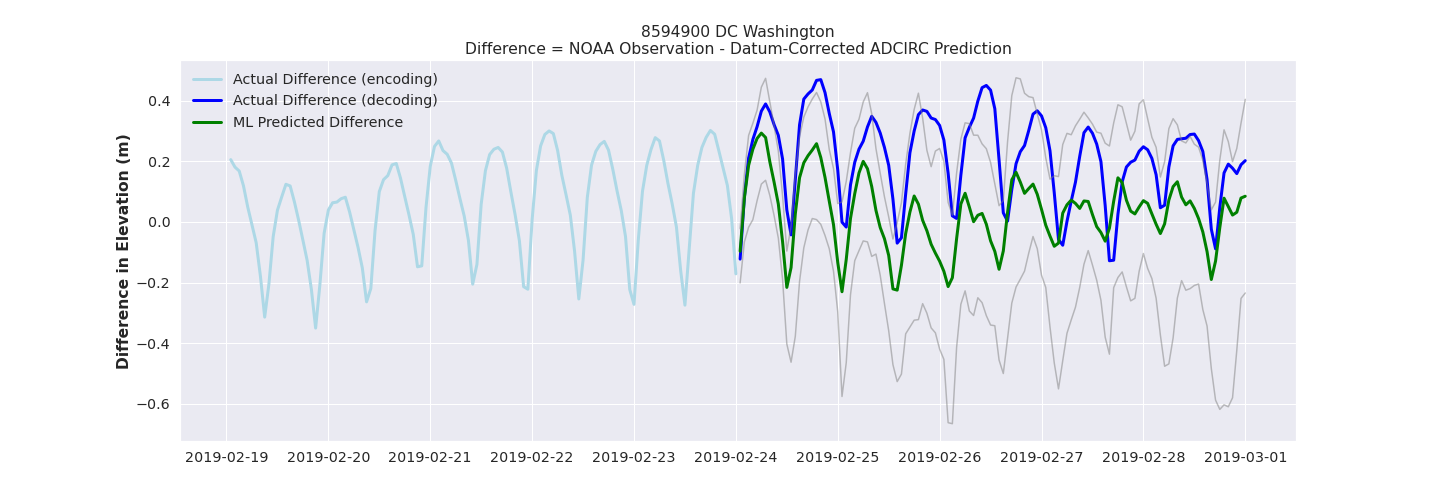 8594900 DC Washington
Difference = NOAA Observation - Datum-Corrected ADCIRC Prediction
Actual Difference (encoding)
Actual Difference (decoding)
ML Predicted Difference
Difference in Elevation (m)
0.4
0.2
0.0
−0.2
−0.4
−0.6
2019-02-19
2019-02-20
2019-02-21
2019-02-22
2019-02-23
2019-02-24
2019-02-25
2019-02-26
2019-02-27
2019-02-28
2019-03-01